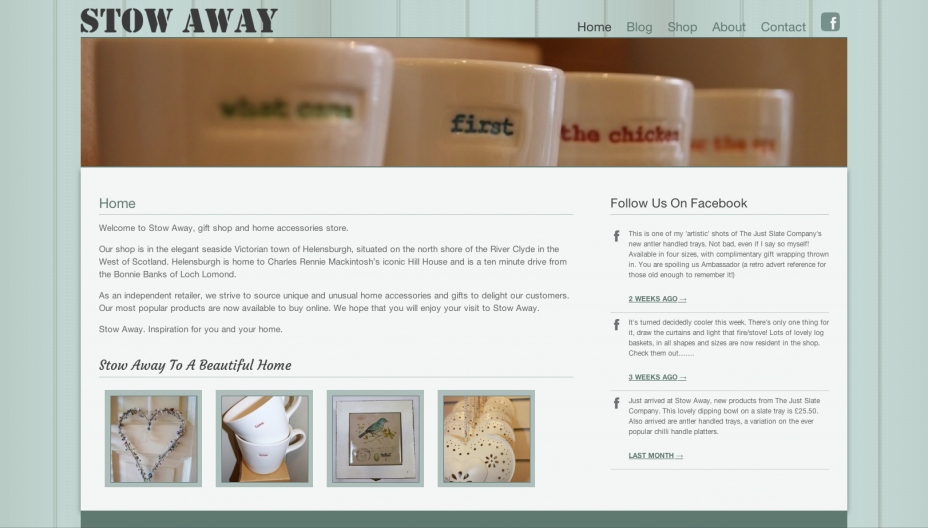 STOW AWAY
Home Blog Shop About Contact
what came
first
the chicken
or the egg
Home
Welcome to Stow Away, gift shop and home accessories store.
Our shop is in the elegant seaside Victorian town of Helensburgh, situated on the north shore of the River Clyde in the
West of Scotland. Helensburgh is home to Charles Rennie Mackintosh's iconic Hill House and is a ten minute drive from
the Bonnie Banks of Loch Lomond.
As an independent retailer, we strive to source unique and unusual home accessories and gifts to delight our customers.
Our most popular products are now available to buy online. We hope that you will enjoy your visit to Stow Away.
Stow Away. Inspiration for you and your home.
Stow Away To A Beautiful Home
Follow Us On Facebook
This is one of my 'artistic' shots of The Just Slate Company's
new antler handled trays. Not bad, even if I say so myself!
Available in four sizes, with complimentary gift wrapping thrown
in. You are spoiling us Ambassador (a retro advert reference for
those old enough to remember it!)
2 WEEKS AGO →
It's turned decidedly cooler this week. There's only one thing for
it, draw the curtains and light that fire/stove! Lots of lovely log
baskets, in all shapes and sizes are now resident in the shop.
Check them out........
3 WEEKS AGO →
Just arrived at Stow Away, new products from The Just Slate
Company. This lovely dipping bowl on a slate tray is £25.50.
Also arrived are antler handled trays, a variation on the ever
popular chilli handle platters.
LAST MONTH →